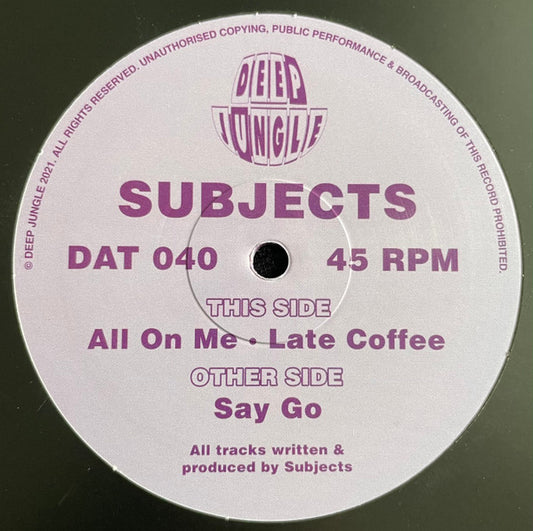 © DEEP JUNGLE 2021. ALL RIGHTS RESERVED. UNAUTHORISED COPYING, PUBLIC PERFORMANCE & BROADCASTING OF THIS RECORD PROHIBITED.
DEEP
JUNGLE
SUBJECTS
DAT 040 45 RPM
THIS SIDE
All On Me • Late Coffee
OTHER SIDE
Say Go
All tracks written &
produced by Subjects